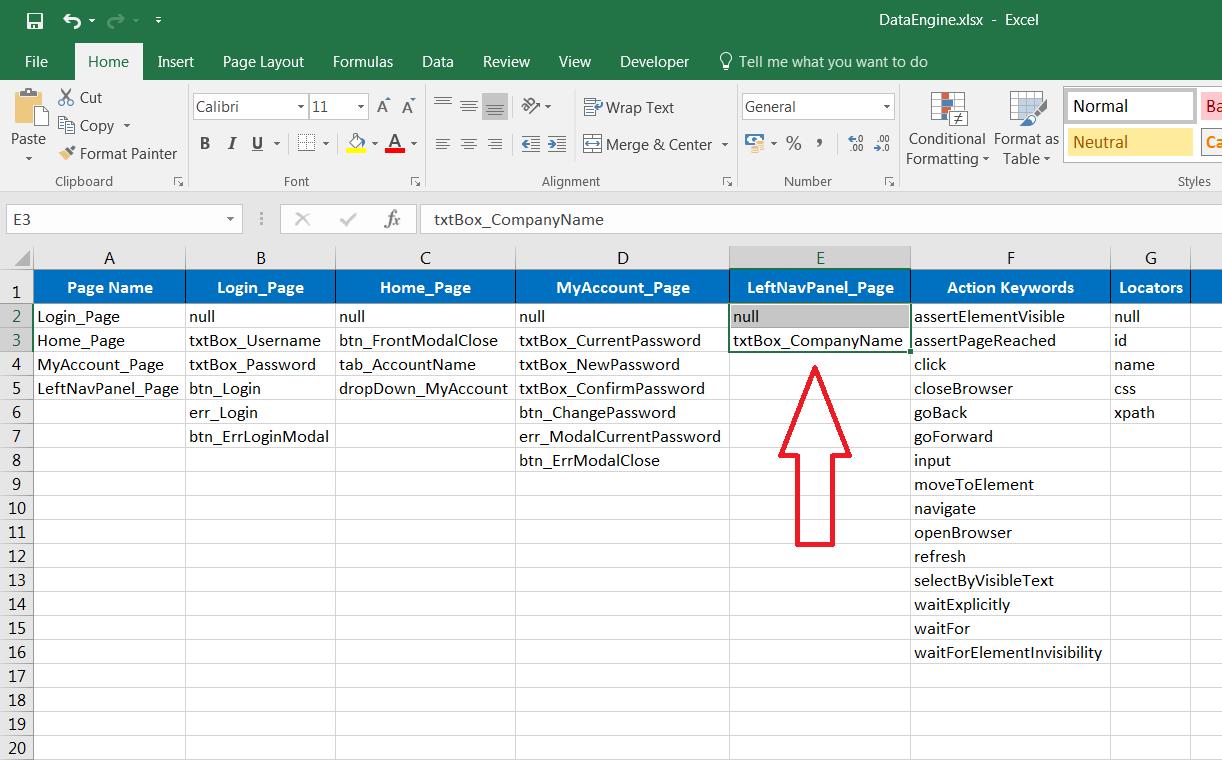 DataEngine.xlsx - Excel
File Home Insert Page Layout Formulas Data Review View Developer Tell me what you want to do
Cut
Copy
Format Painter
Paste
Clipboard
Calibri 11
B I U A
Font
Wrap Text
Merge & Center
Alignment
General
%
Number
Conditional Formatting
Format as Table
Normal
Neutral
Styles
E3 fx txtBox_CompanyName
A B C D E F G
1 Page Name Login_Page Home_Page MyAccount_Page LeftNavPanel_Page Action Keywords Locators
2 Login_Page null null null null assertElementVisible null
3 Home_Page txtBox_Username btn_FrontModalClose txtBox_CurrentPassword txtBox_CompanyName assertPageReached id
4 MyAccount_Page txtBox_Password tab_AccountName txtBox_NewPassword click name
5 LeftNavPanel_Page btn_Login dropDown_MyAccount txtBox_ConfirmPassword closeBrowser css
6 err_Login btn_ChangePassword goBack xpath
7 btn_ErrLoginModal err_ModalCurrentPassword goForward
8 btn_ErrModalClose input
9 moveToElement
10 navigate
11 openBrowser
12 refresh
13 selectByVisibleText
14 waitExplicitly
15 waitFor
16 waitForElementInvisibility
17
18
19
20